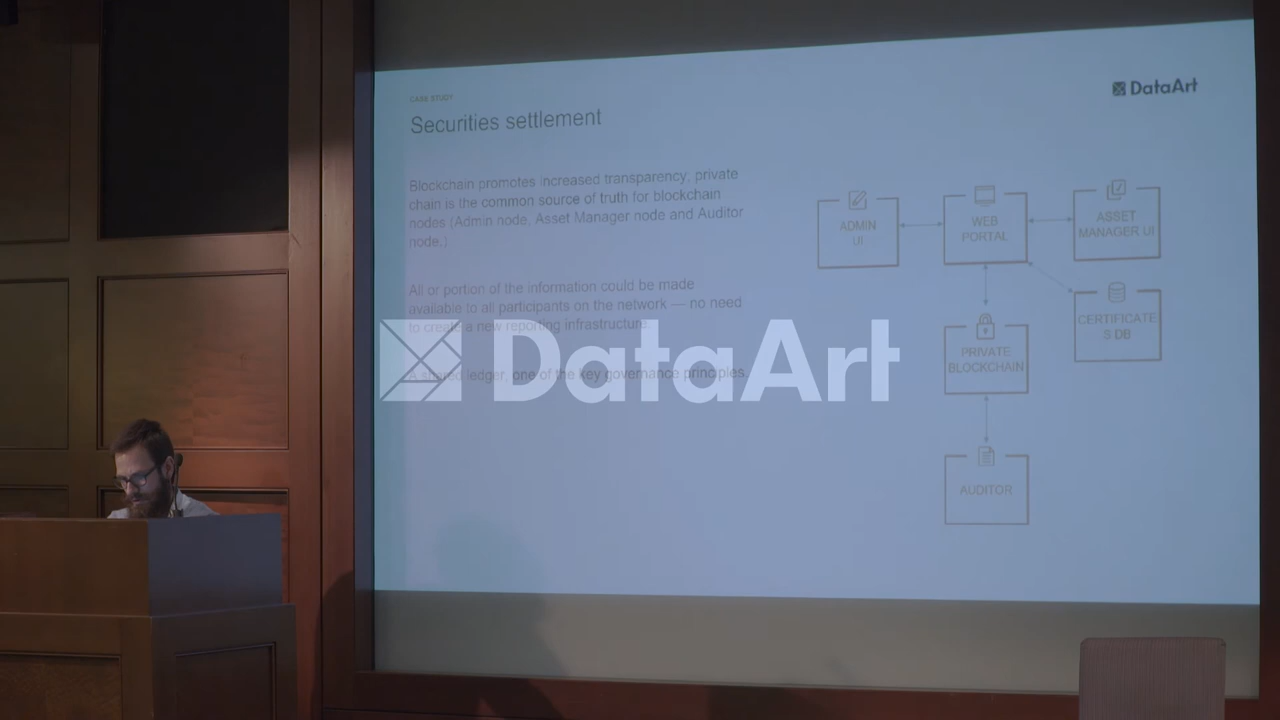 CASE STUDY
DataArt
Securities settlement
Blockchain promotes increased transparency; private
chain is the common source of truth for blockchain
nodes (Admin node, Asset Manager node and Auditor
node.)
All or portion of the information could be made
available to all participants on the network — no need
to create a new reporting infrastructure.
A shared ledger, one of the key governance principles.
ADMIN
UI
WEB
PORTAL
ASSET
MANAGER UI
CERTIFICATE
S DB
PRIVATE
BLOCKCHAIN
AUDITOR
DataArt